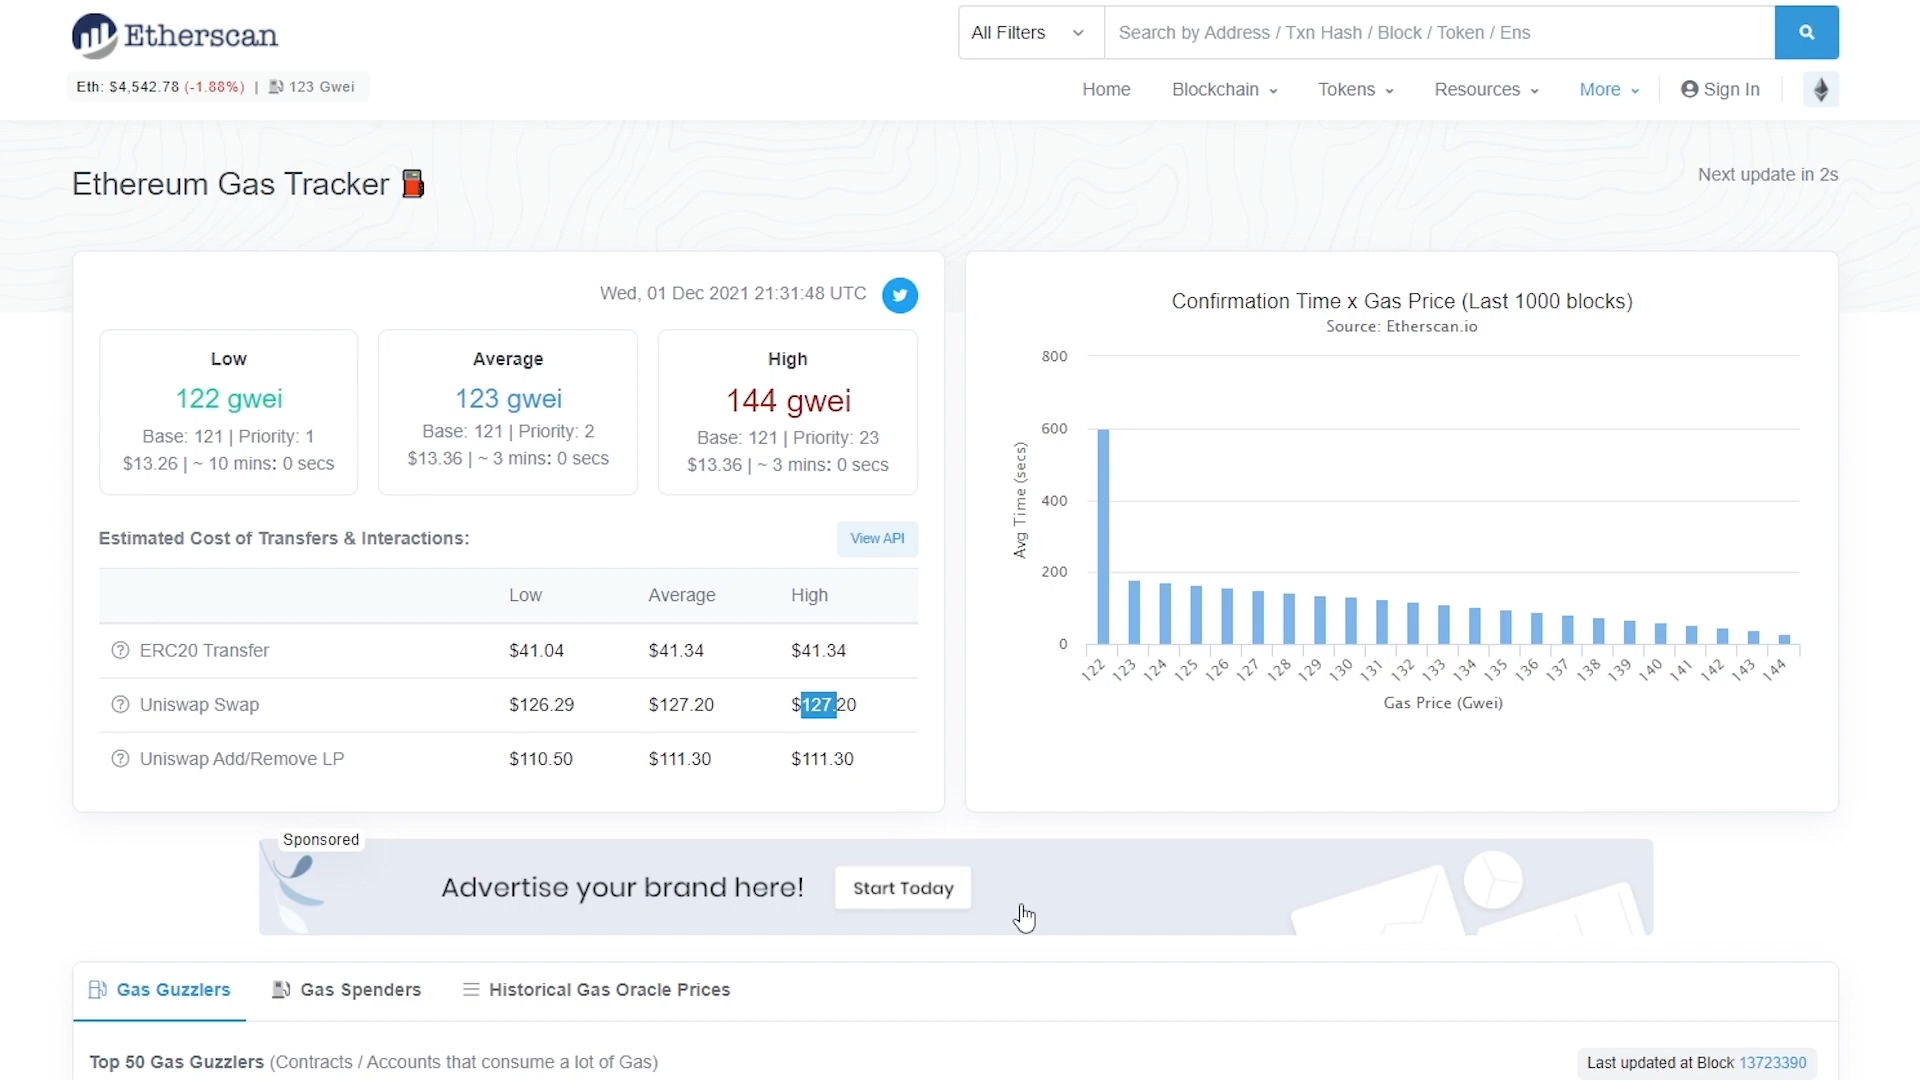 Etherscan
All Filters
Search by Address / Txn Hash / Block / Token / Ens
Eth: $4,542.78 (-1.88%) | 123 Gwei
Home Blockchain Tokens Resources More Sign In
Ethereum Gas Tracker
Next update in 2s
Wed, 01 Dec 2021 21:31:48 UTC
Low
122 gwei
Base: 121 | Priority: 1
$13.26 | ~ 10 mins: 0 secs
Average
123 gwei
Base: 121 | Priority: 2
$13.36 | ~ 3 mins: 0 secs
High
144 gwei
Base: 121 | Priority: 23
$13.36 | ~ 3 mins: 0 secs
Estimated Cost of Transfers & Interactions:
View API
Low Average High
ERC20 Transfer $41.04 $41.34 $41.34
Uniswap Swap $126.29 $127.20 $127.20
Uniswap Add/Remove LP $110.50 $111.30 $111.30
Confirmation Time x Gas Price (Last 1000 blocks)
Source: Etherscan.io
Avg Time (secs)
800
600
400
200
0
122 123 124 125 126 127 128 129 130 131 132 133 134 135 136 137 138 139 140 141 142 143 144
Gas Price (Gwei)
Sponsored
Advertise your brand here!
Start Today
Gas Guzzlers Gas Spenders Historical Gas Oracle Prices
Top 50 Gas Guzzlers (Contracts / Accounts that consume a lot of Gas)
Last updated at Block 13723390